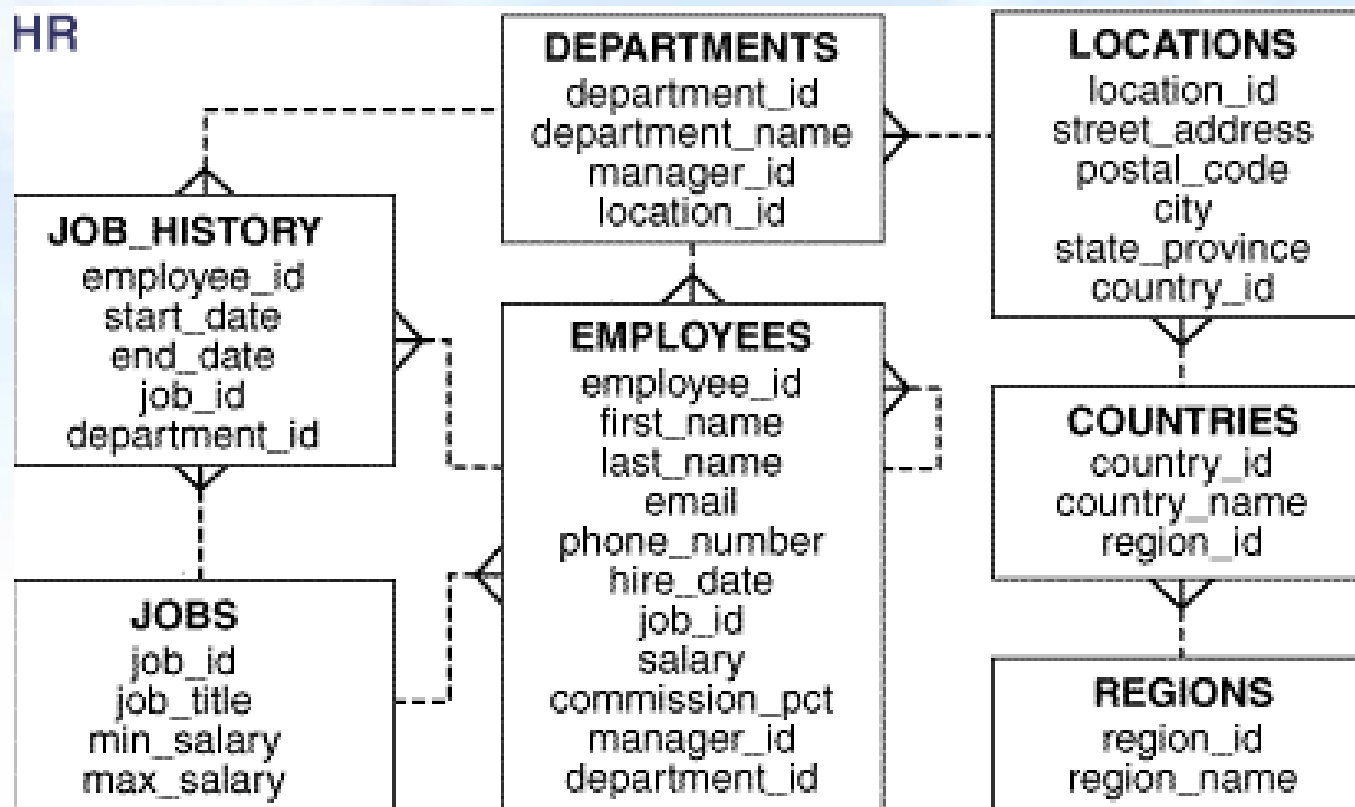 HR
DEPARTMENTS
department_id
department_name
manager_id
location_id
LOCATIONS
location_id
street_address
postal_code
city
state_province
country_id
JOB_HISTORY
employee_id
start_date
end_date
job_id
department_id
EMPLOYEES
employee_id
first_name
last_name
email
phone_number
hire_date
job_id
salary
commission_pct
manager_id
department_id
COUNTRIES
country_id
country_name
region_id
JOBS
job_id
job_title
min_salary
max_salary
REGIONS
region_id
region_name